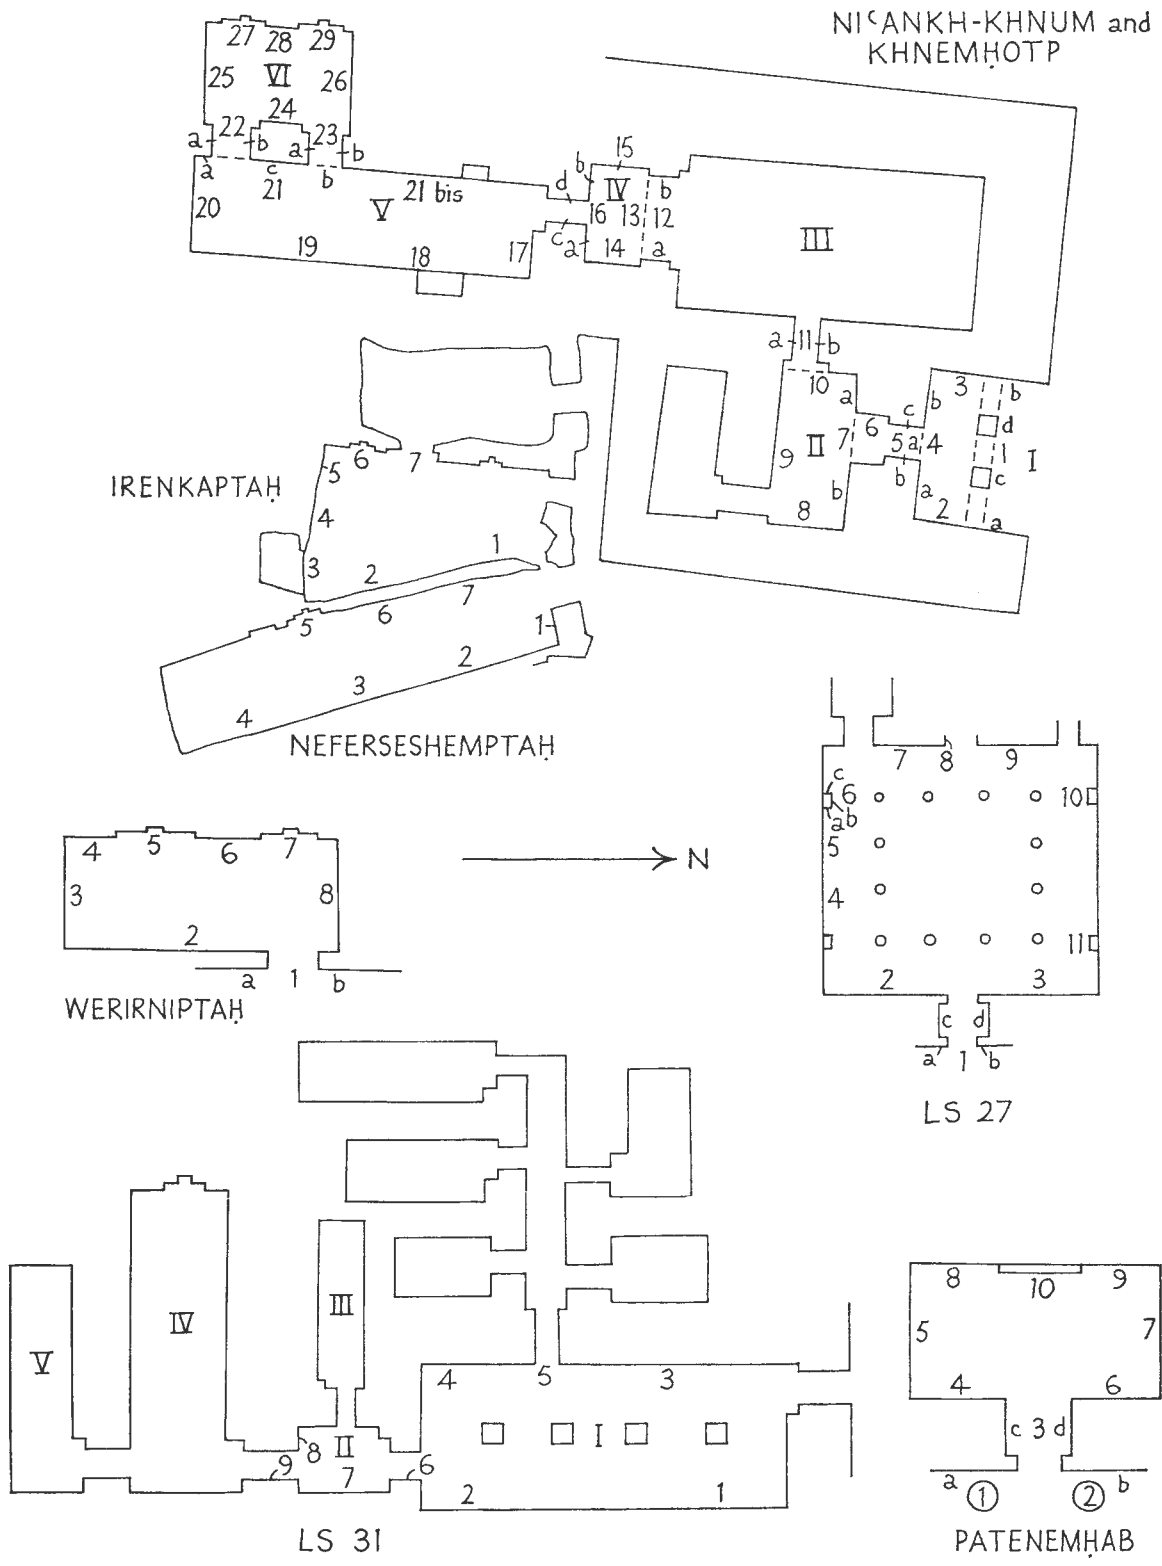 NIᶜANKH-KHNUM and
KHNEMḤOTP
27 28 29
25 VI 26
24
a 22 b a 23 b
a c b
21
20 V 21 bis
19 18 17
15
b IV b
d 16 13 12
c a 14 a
III
a 11 b
10
3 b
a c b d
6 7 5 a 4 1 I
9 II b c
b a
8 2 a
IRENKAPTAḤ
6 7
5
4
3 2 1
7
6
5 1
2
3
4
NEFERSESHEMPTAḤ
7 8 9
c 6 10
a b
5
4
11
2 3
c d
a 1 b
LS 27
4 5 6 7
3 8
2
a 1 b
WERIRNIPTAḤ
N
V IV III
4 5 3
I
8 II
9 7 6
2 1
LS 31
8 10 9
5 7
4 6
c 3 d
a b
1 2
PATENEMḤAB